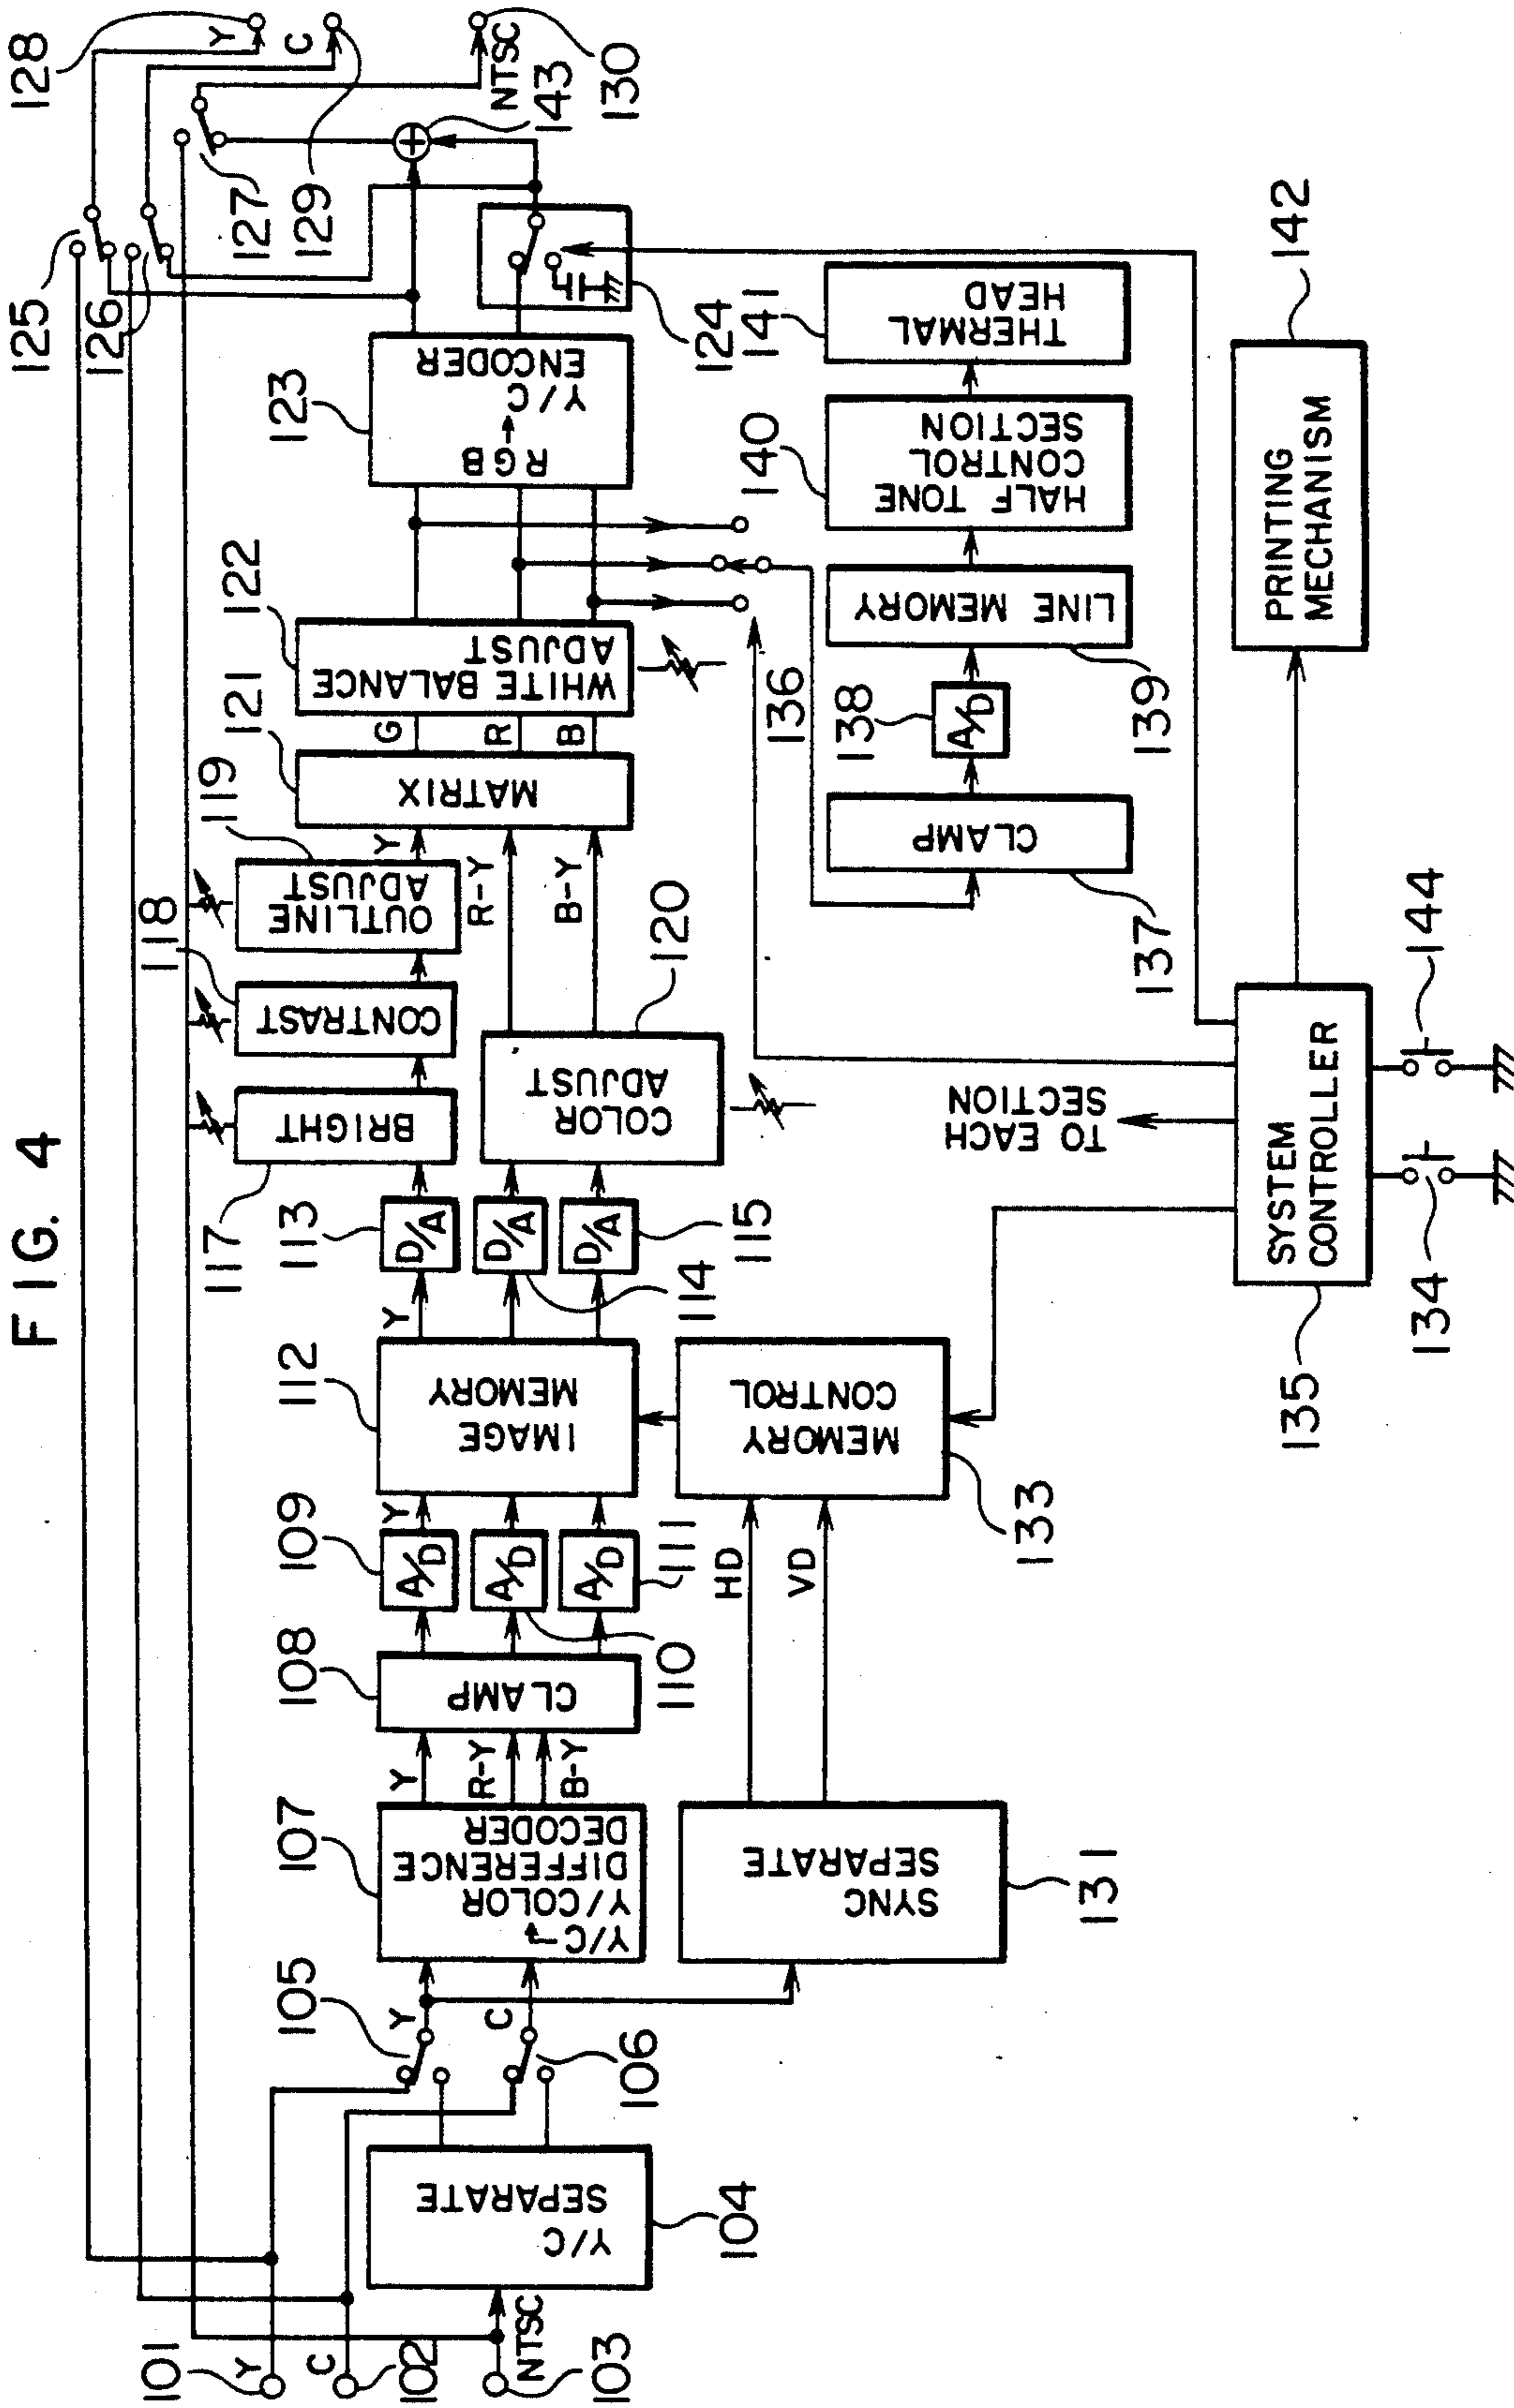 FIG. 4
101
Y
C
102
NTSC
103
Y/C
SEPARATE
104
105
Y
C
106
107
Y/C
Y/COLOR
DIFFERENCE
DECODER
Y
R-Y
B-Y
108
CLAMP
109
A/D
A/D
110
A/D
111
Y
112
IMAGE
MEMORY
Y
113
D/A
D/A
114
D/A
115
117
BRIGHT
118
CONTRAST
119
OUTLINE
ADJUST
COLOR
ADJUST
120
Y
R-Y
B-Y
121
MATRIX
G
R
B
122
WHITE BALANCE
ADJUST
123
RGB
Y/C
ENCODER
124
125
126
127
128
Y
129
C
NTSC
130
143
SYNC
SEPARATE
131
HD
VD
MEMORY
CONTROL
133
136
CLAMP
137
138
A/D
LINE MEMORY
139
140
HALF TONE
CONTROL
SECTION
141
THERMAL
HEAD
TO EACH
SECTION
SYSTEM
CONTROLLER
135
134
144
PRINTING
MECHANISM
142